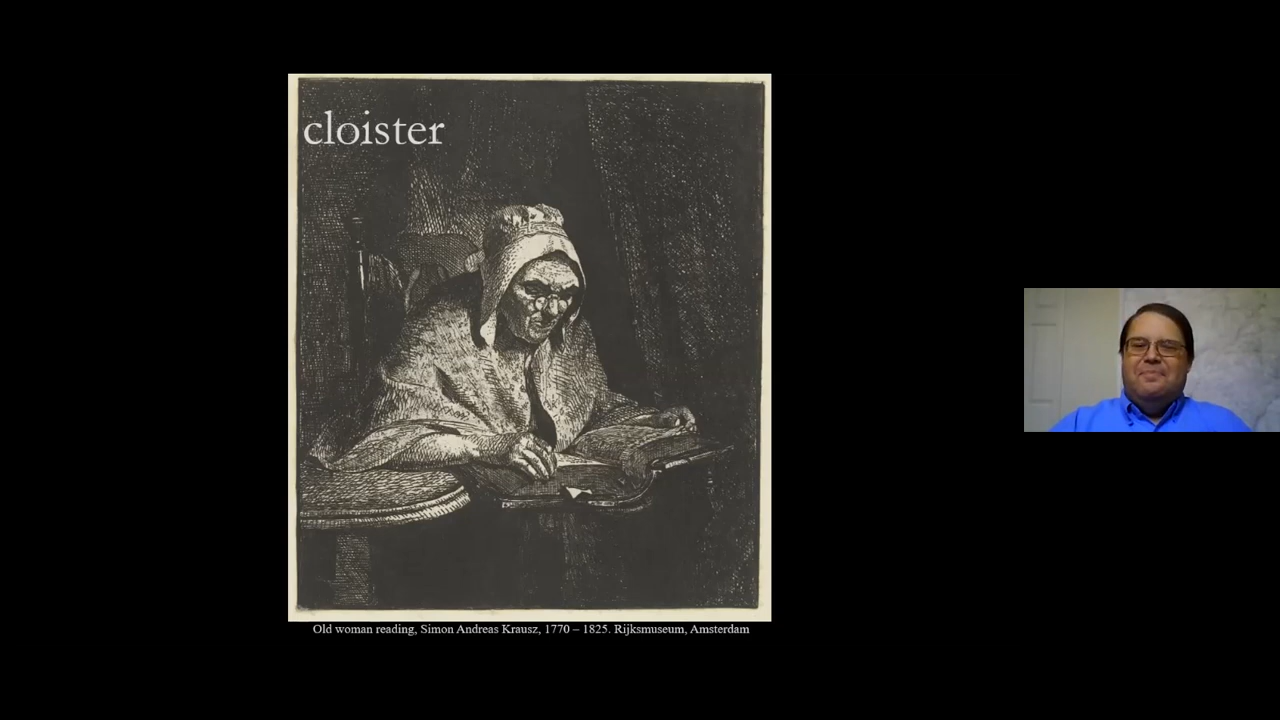 cloister
Old woman reading, Simon Andreas Krausz, 1770 – 1825. Rijksmuseum, Amsterdam